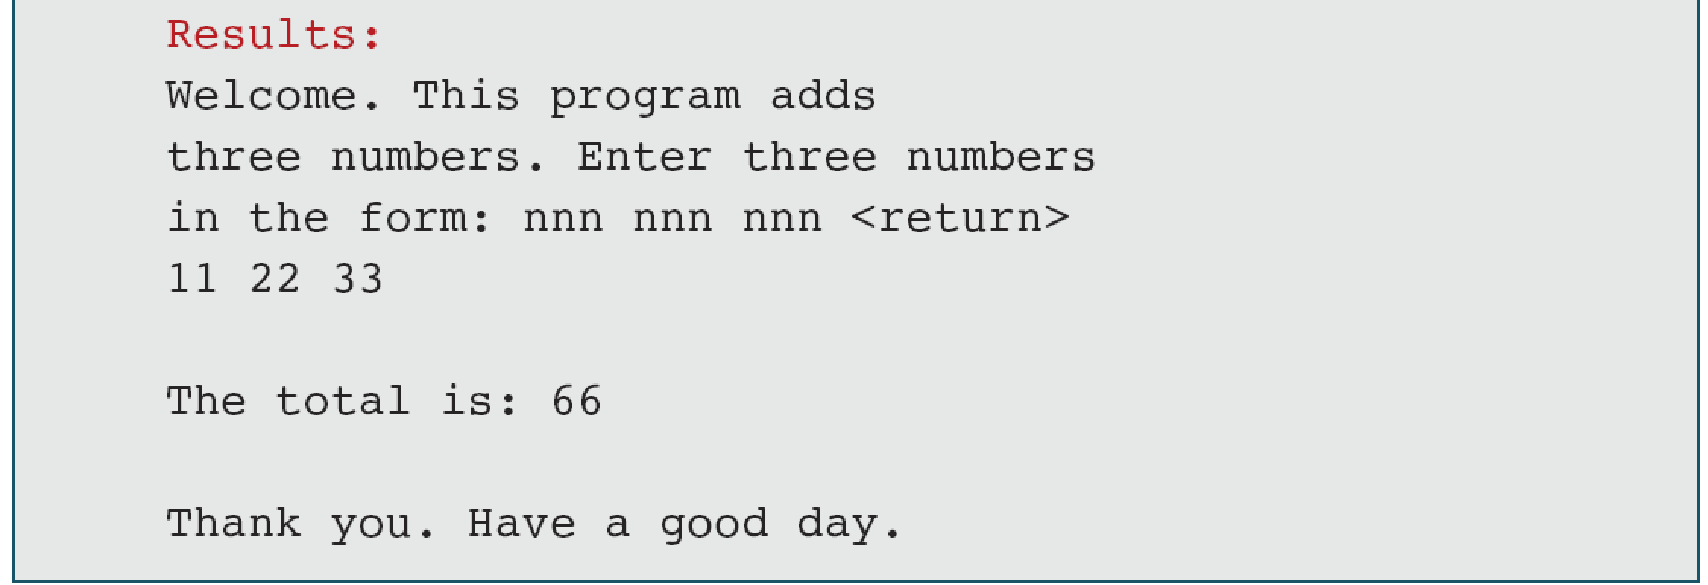 Results:
Welcome. This program adds
three numbers. Enter three numbers
in the form: nnn nnn nnn <return>
11 22 33
The total is: 66
Thank you. Have a good day.